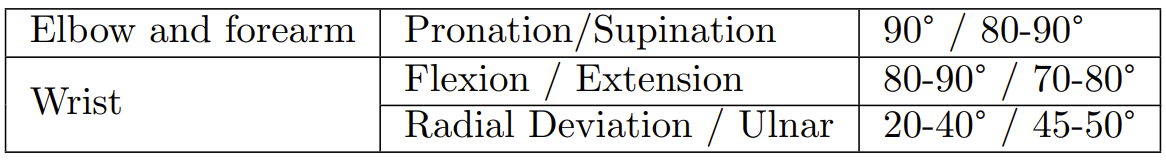 Elbow and forearm Pronation/Supination 90° / 80-90°
Wrist Flexion / Extension 80-90° / 70-80°
Radial Deviation / Ulnar 20-40° / 45-50°